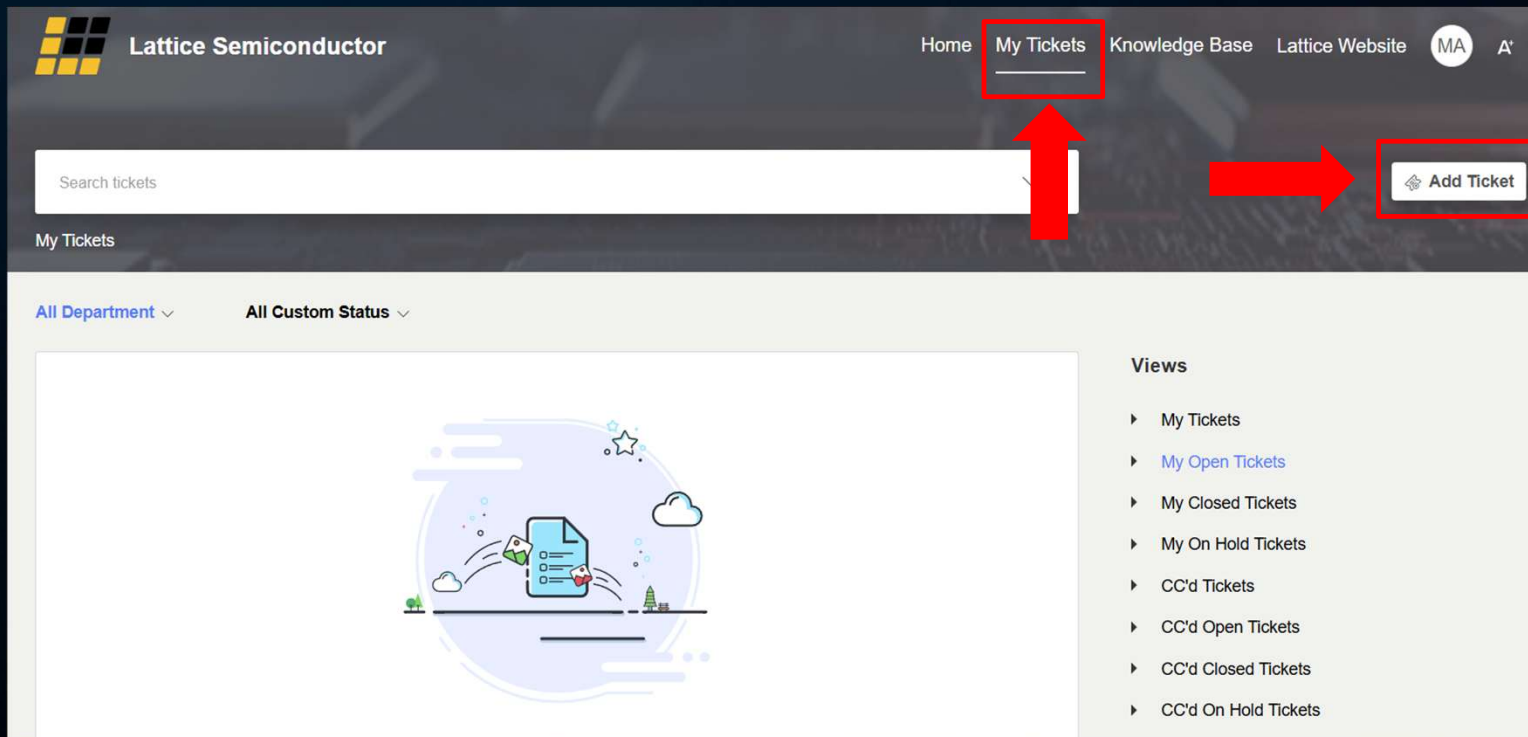 Lattice Semiconductor
Home My Tickets Knowledge Base Lattice Website MA A+
Search tickets
Add Ticket
My Tickets
All Department
All Custom Status
Views
My Tickets
My Open Tickets
My Closed Tickets
My On Hold Tickets
CC'd Tickets
CC'd Open Tickets
CC'd Closed Tickets
CC'd On Hold Tickets